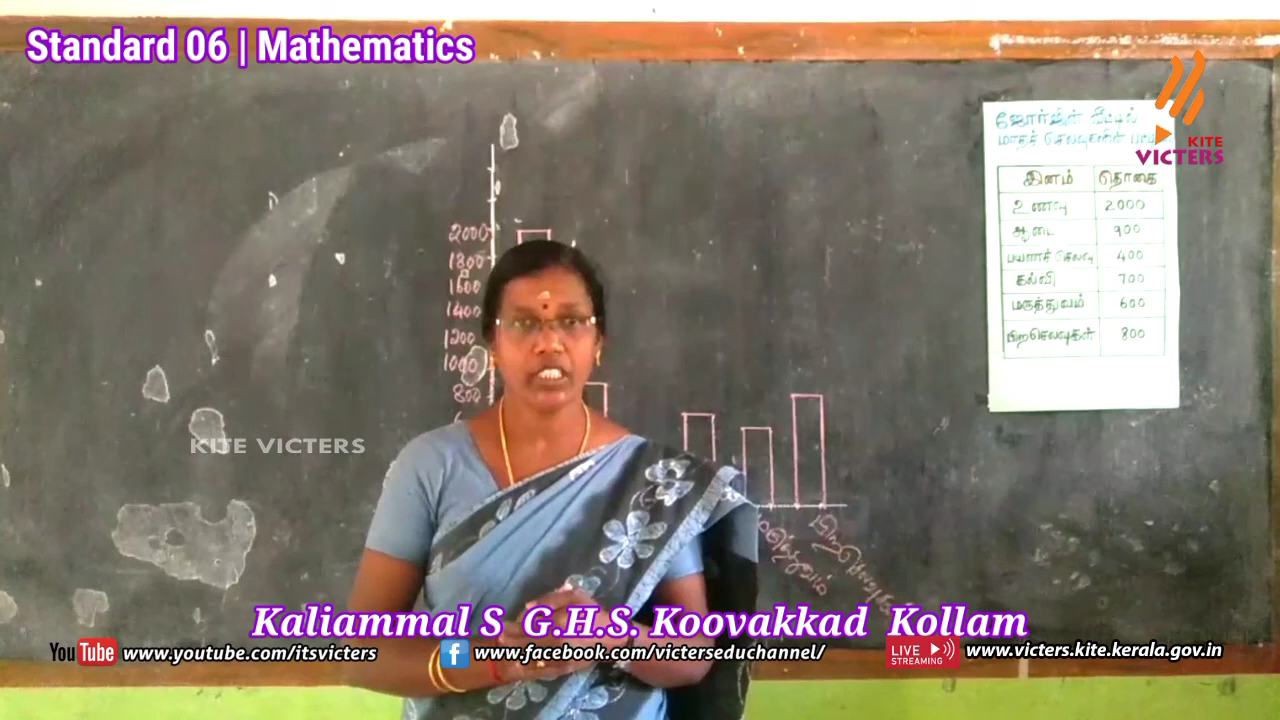 Standard 06 | Mathematics
KITE
VICTERS
ஜோர்ஜின் வீட்டில்
மாதச் செலவுகளின்
இனம் தொகை
உணவு 2000
ஆடை 900
பயணச் செலவு 400
கல்வி 700
மருத்துவம் 600
பிறசெலவுகள் 800
2000
1800
1600
1400
1200
1000
800
KITE VICTERS
Kaliammal S G.H.S. Koovakkad Kollam
YouTube www.youtube.com/itsvicters
f www.facebook.com/victerseduchannel/
LIVE
STREAMING
www.victers.kite.kerala.gov.in